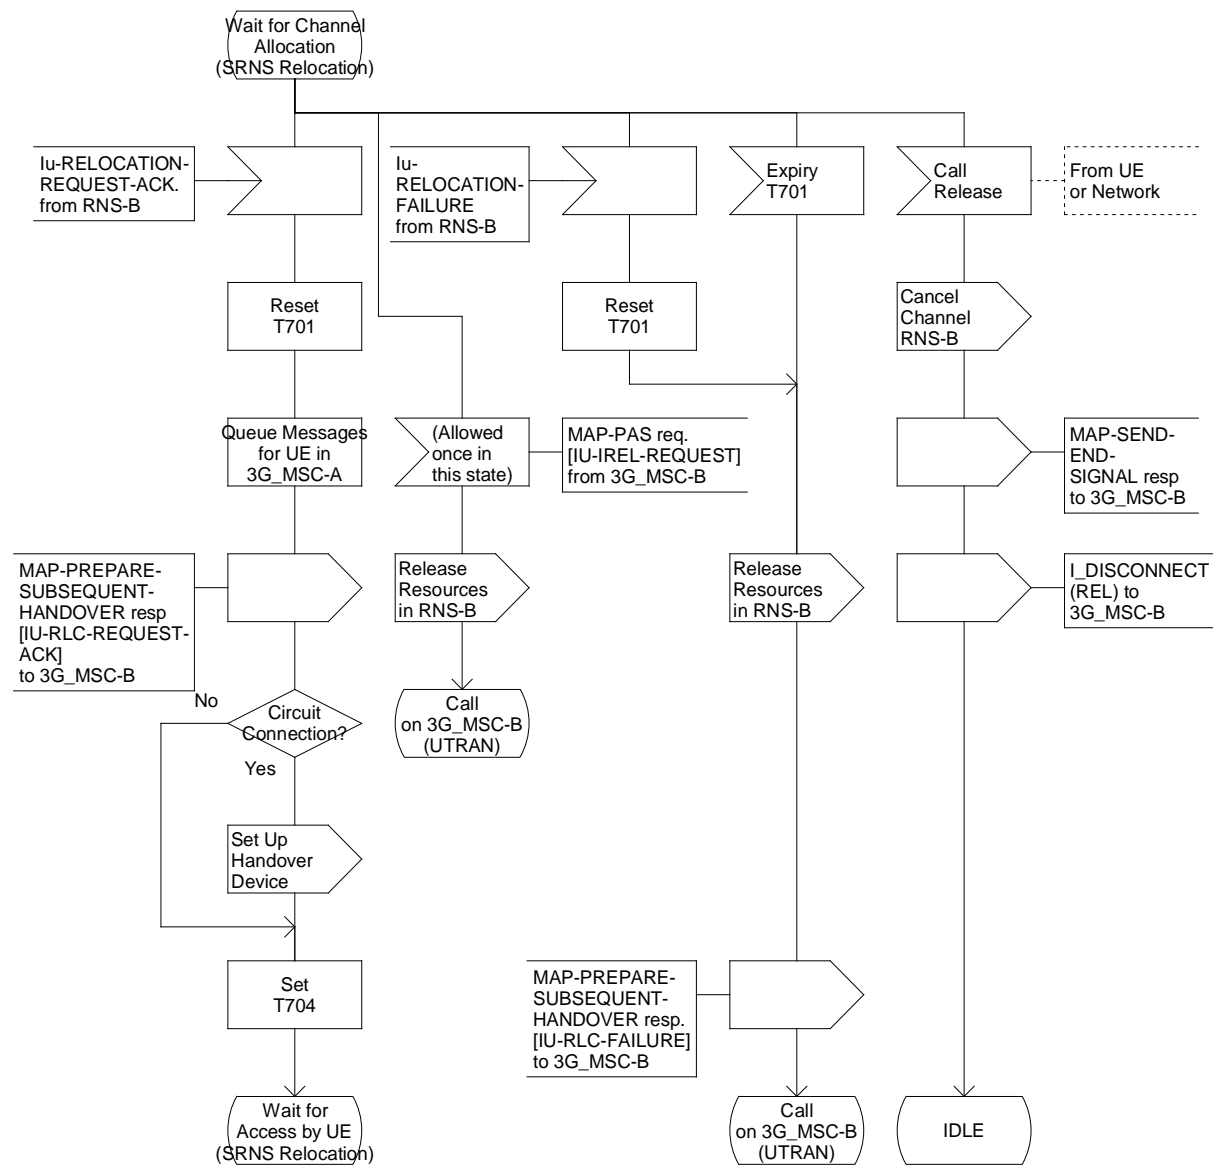 Wait for Channel
Allocation
(SRNS Relocation)
Iu-RELOCATION-
REQUEST-ACK.
from RNS-B
Iu-
RELOCATION-
FAILURE
from RNS-B
Expiry
T701
Call
Release
From UE
or Network
Reset
T701
Reset
T701
Cancel
Channel
RNS-B
Queue Messages
for UE in
3G_MSC-A
(Allowed
once in
this state)
MAP-PAS req.
[IU-IREL-REQUEST]
from 3G_MSC-B
MAP-SEND-
END-
SIGNAL resp
to 3G_MSC-B
MAP-PREPARE-
SUBSEQUENT-
HANDOVER resp
[IU-RLC-REQUEST-
ACK]
to 3G_MSC-B
Release
Resources
in RNS-B
Release
Resources
in RNS-B
I_DISCONNECT
(REL) to
3G_MSC-B
No
Circuit
Connection?
Yes
Call
on 3G_MSC-B
(UTRAN)
Set Up
Handover
Device
Set
T704
MAP-PREPARE-
SUBSEQUENT-
HANDOVER resp.
[IU-RLC-FAILURE]
to 3G_MSC-B
Wait for
Access by UE
(SRNS Relocation)
Call
on 3G_MSC-B
(UTRAN)
IDLE